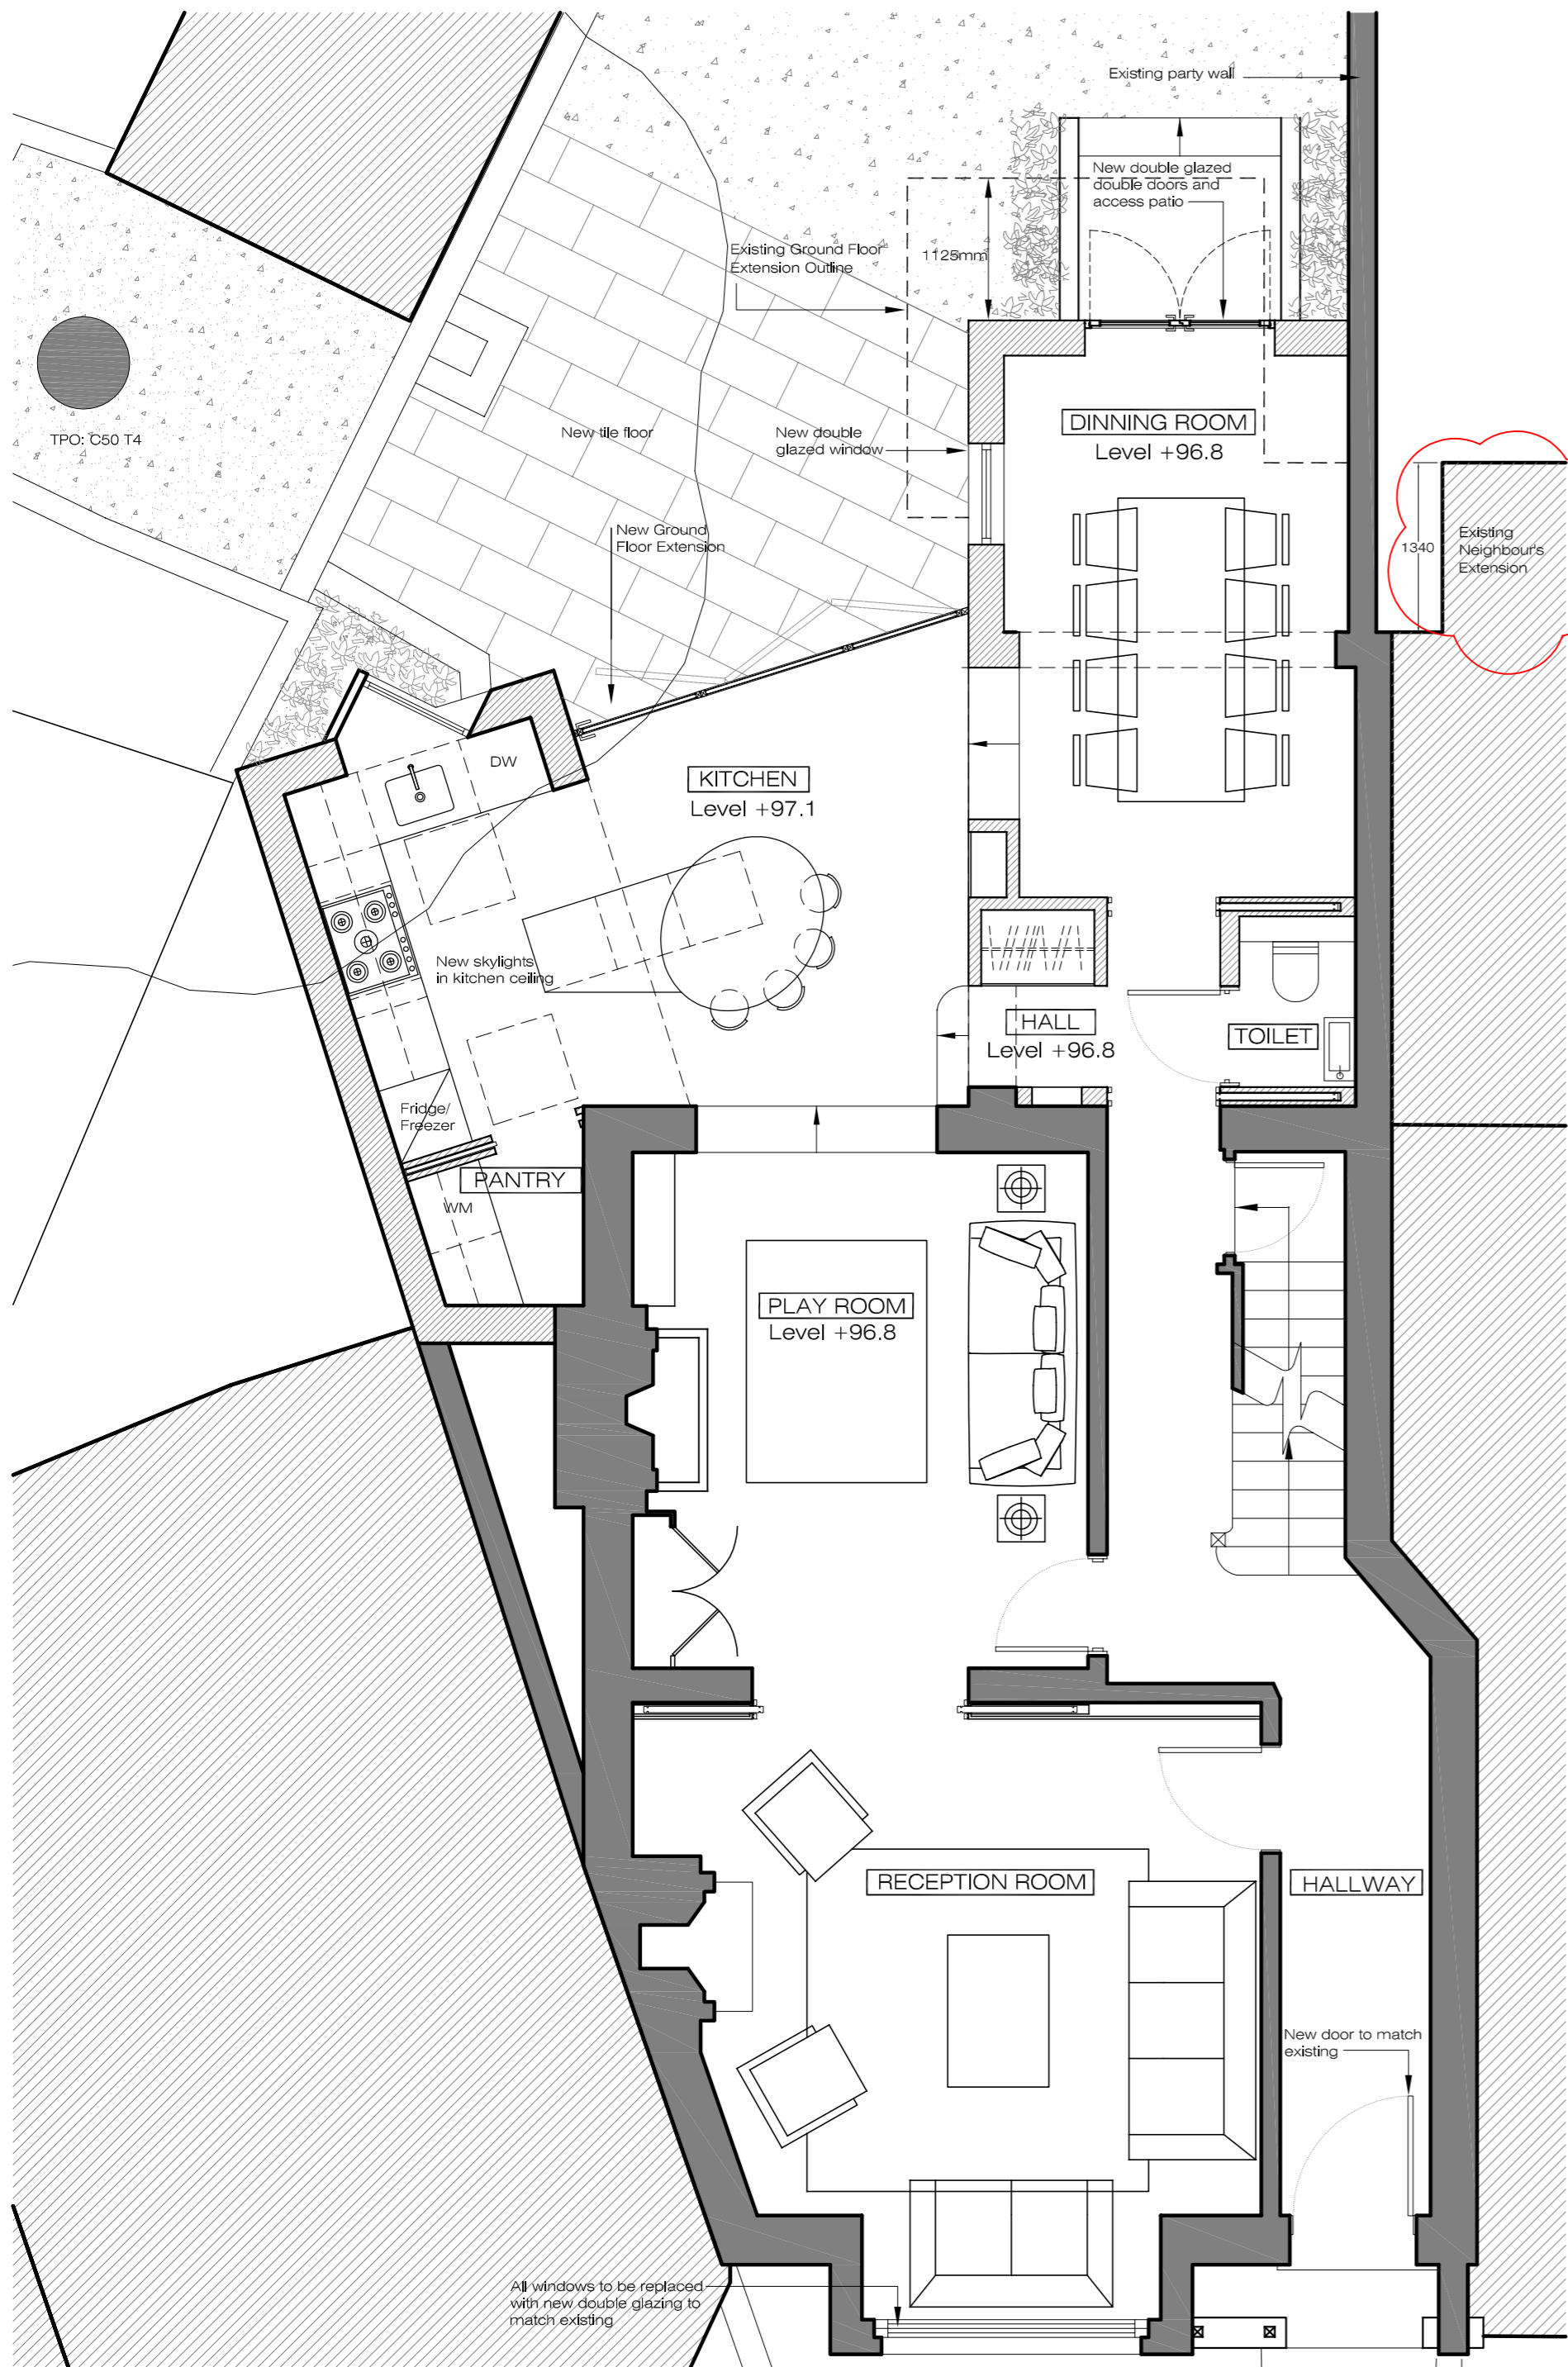 Existing party wall
New double glazed
double doors and
access patio
Existing Ground Floor
Extension Outline
1125mm
TPO: C50 T4
New tile floor
New double
glazed window
DINNING ROOM
Level +96.8
New Ground
Floor Extension
1340
Existing
Neighbour's
Extension
DW
KITCHEN
Level +97.1
New skylights
in kitchen ceiling
HALL
Level +96.8
TOILET
Fridge/
Freezer
PANTRY
WM
PLAY ROOM
Level +96.8
RECEPTION ROOM
HALLWAY
New door to match
existing
All windows to be replaced
with new double glazing to
match existing